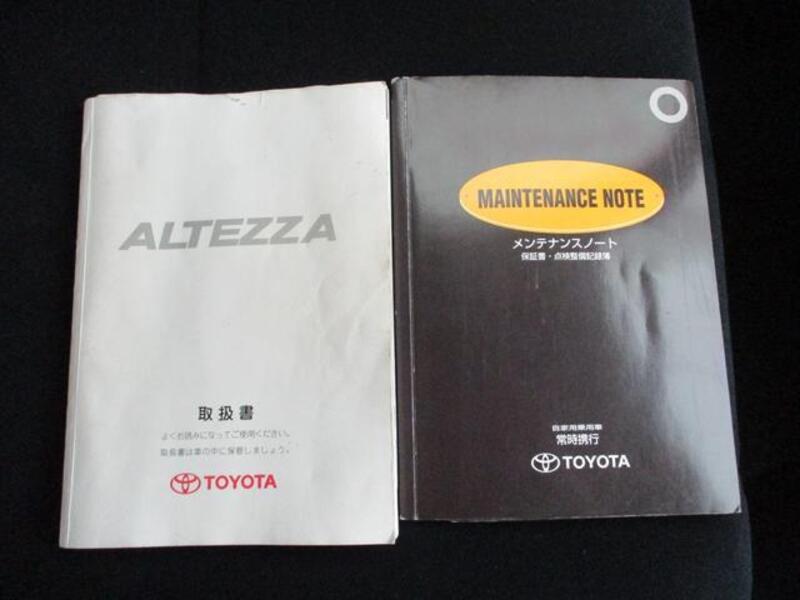 ALTEZZA
取扱書
よくお読みになってご使用ください。
取扱書は車の中に保管しましょう。
TOYOTA
MAINTENANCE NOTE
メンテナンスノート
保証書・点検整備記録簿
自家用乗用車
常時携行
TOYOTA